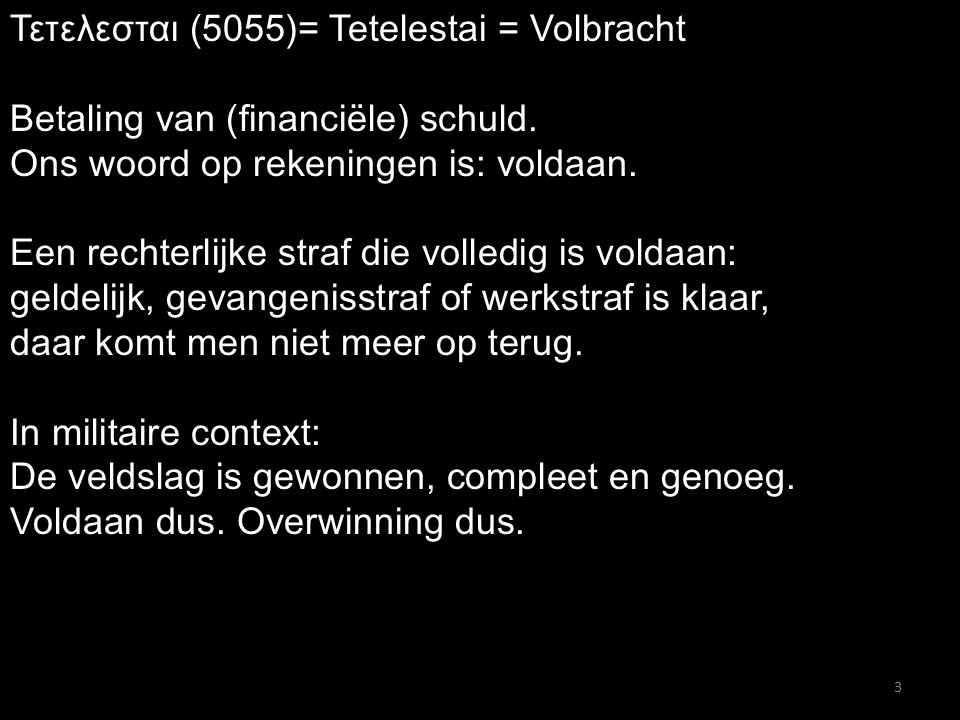 Τετελεσται (5055)= Tetelestai = Volbracht
Betaling van (financiële) schuld.
Ons woord op rekeningen is: voldaan.
Een rechterlijke straf die volledig is voldaan:
geldelijk, gevangenisstraf of werkstraf is klaar,
daar komt men niet meer op terug.
In militaire context:
De veldslag is gewonnen, compleet en genoeg.
Voldaan dus. Overwinning dus.
3